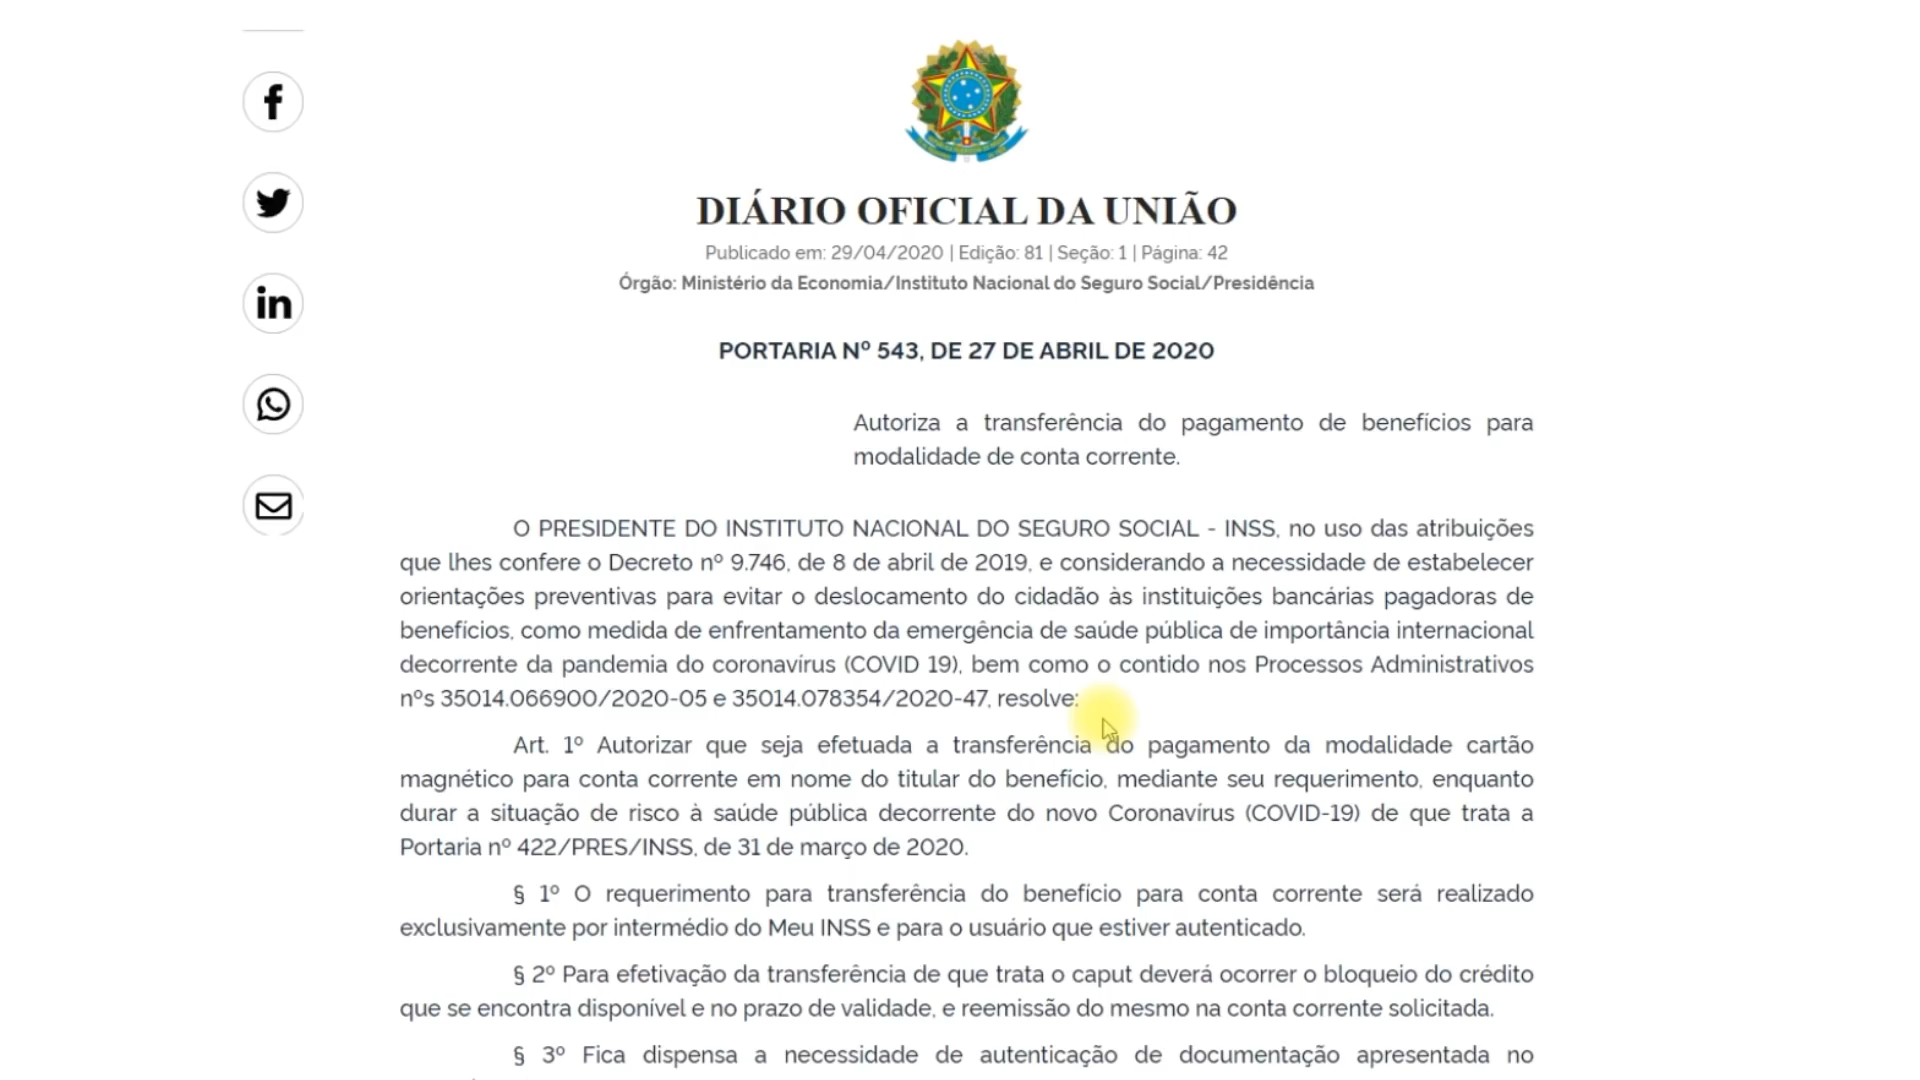 DIÁRIO OFICIAL DA UNIÃO
Publicado em: 29/04/2020 | Edição: 81 | Seção: 1 | Página: 42
Órgão: Ministério da Economia/Instituto Nacional do Seguro Social/Presidência
PORTARIA Nº 543, DE 27 DE ABRIL DE 2020
Autoriza a transferência do pagamento de benefícios para
modalidade de conta corrente.
O PRESIDENTE DO INSTITUTO NACIONAL DO SEGURO SOCIAL - INSS, no uso das atribuições
que lhes confere o Decreto nº 9.746, de 8 de abril de 2019, e considerando a necessidade de estabelecer
orientações preventivas para evitar o deslocamento do cidadão às instituições bancárias pagadoras de
benefícios, como medida de enfrentamento da emergência de saúde pública de importância internacional
decorrente da pandemia do coronavírus (COVID 19), bem como o contido nos Processos Administrativos
nºs 35014.066900/2020-05 e 35014.078354/2020-47, resolve:
Art. 1º Autorizar que seja efetuada a transferência do pagamento da modalidade cartão
magnético para conta corrente em nome do titular do benefício, mediante seu requerimento, enquanto
durar a situação de risco à saúde pública decorrente do novo Coronavírus (COVID-19) de que trata a
Portaria nº 422/PRES/INSS, de 31 de março de 2020.
§ 1º O requerimento para transferência do benefício para conta corrente será realizado
exclusivamente por intermédio do Meu INSS e para o usuário que estiver autenticado.
§ 2º Para efetivação da transferência de que trata o caput deverá ocorrer o bloqueio do crédito
que se encontra disponível e no prazo de validade, e reemissão do mesmo na conta corrente solicitada.
§ 3º Fica dispensa a necessidade de autenticação de documentação apresentada no